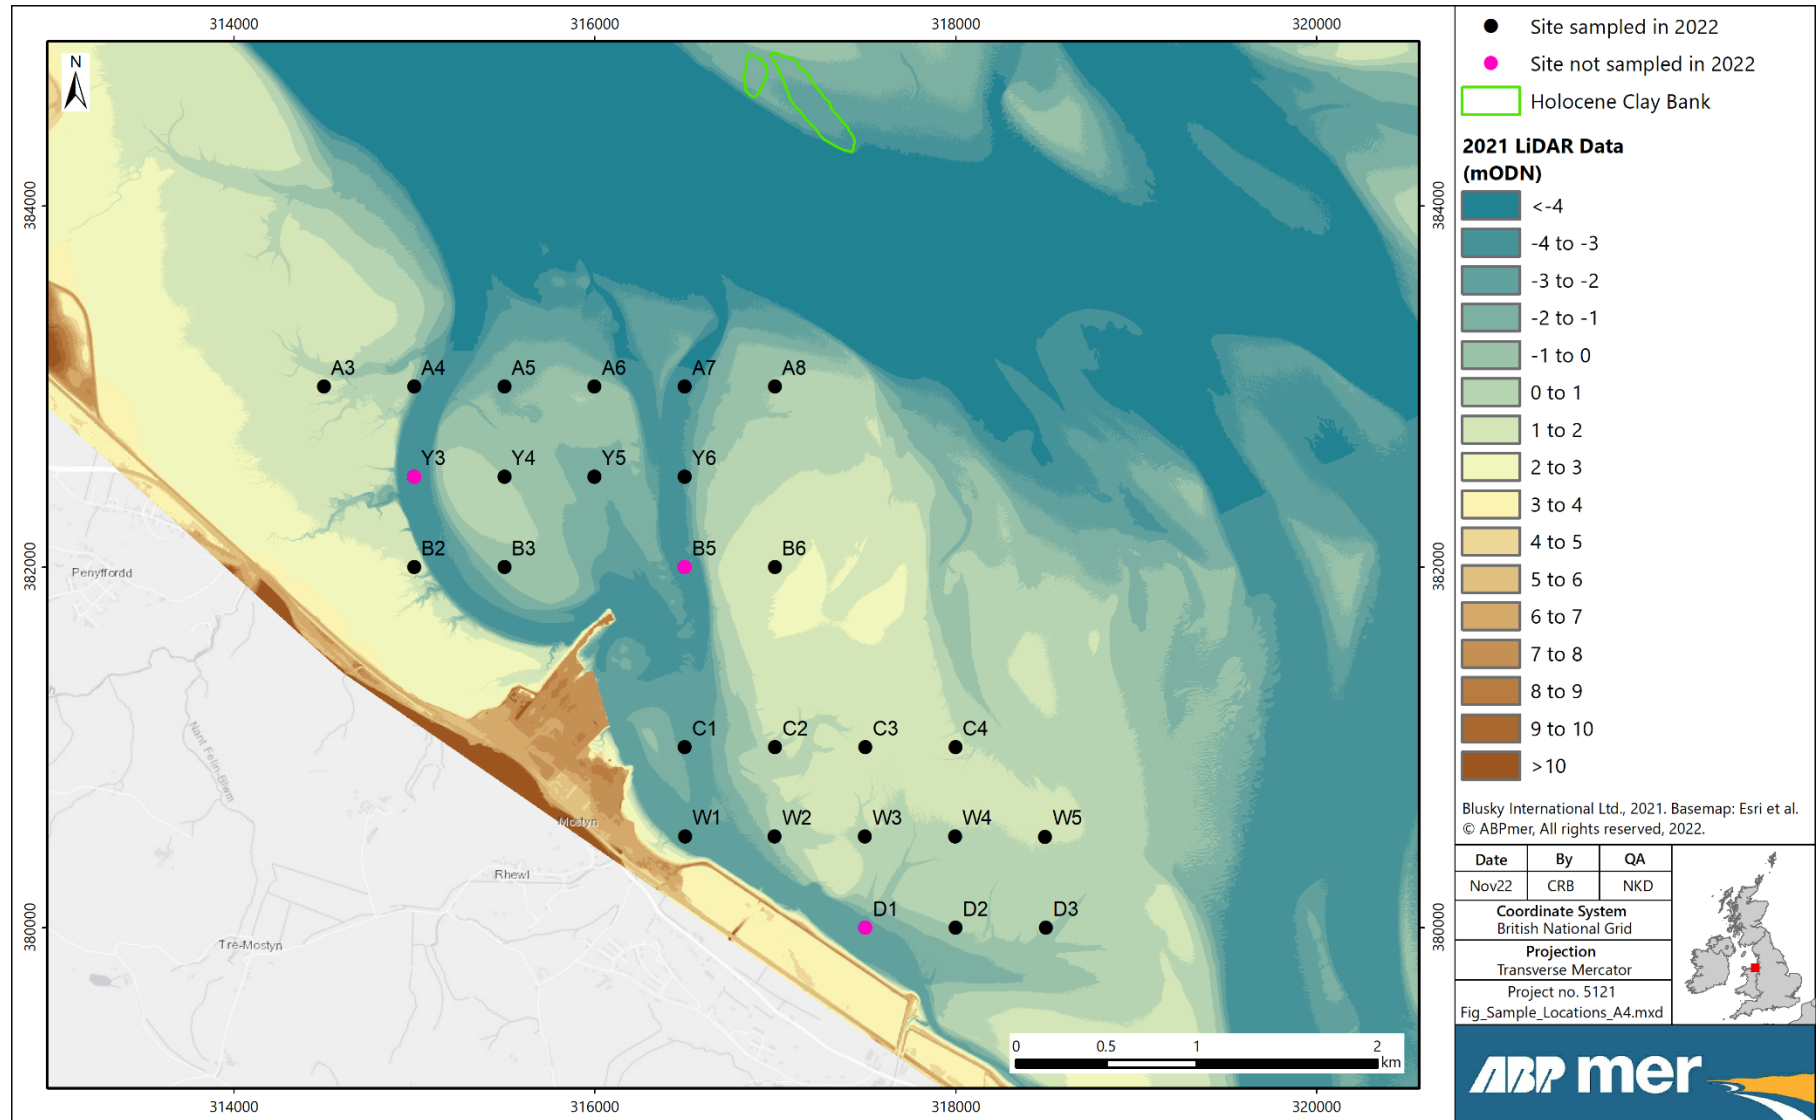 314000
316000
318000
320000
N
384000
384000
A3
A4
A5
A6
A7
A8
Y3
Y4
Y5
Y6
382000
B2
B3
B5
B6
382000
Penyffordd
Nant Felin-Blwm
C1
C2
C3
C4
Mostyn
W1
W2
W3
W4
W5
Rhewl
380000
Tre-Mostyn
D1
D2
D3
380000
0
0.5
1
2
km
314000
316000
318000
320000
Site sampled in 2022
Site not sampled in 2022
Holocene Clay Bank
2021 LiDAR Data
(mODN)
<-4
-4 to -3
-3 to -2
-2 to -1
-1 to 0
0 to 1
1 to 2
2 to 3
3 to 4
4 to 5
5 to 6
6 to 7
7 to 8
8 to 9
9 to 10
>10
Blusky International Ltd., 2021. Basemap: Esri et al.
© ABPmer, All rights reserved, 2022.
Date By QA
Nov22 CRB NKD
Coordinate System
British National Grid
Projection
Transverse Mercator
Project no. 5121
Fig_Sample_Locations_A4.mxd
ABP mer